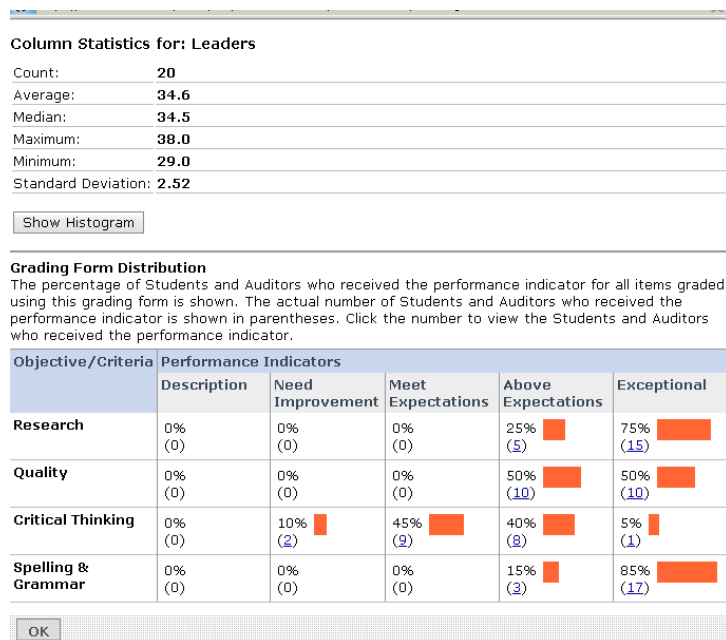 Column Statistics for: Leaders
Count: 20
Average: 34.6
Median: 34.5
Maximum: 38.0
Minimum: 29.0
Standard Deviation: 2.52
Show Histogram
Grading Form Distribution
The percentage of Students and Auditors who received the performance indicator for all items graded
using this grading form is shown. The actual number of Students and Auditors who received the
performance indicator is shown in parentheses. Click the number to view the Students and Auditors
who received the performance indicator.
Objective/Criteria Performance Indicators
Description Need Meet Above Exceptional
Improvement Expectations Expectations
Research 0% 0% 0% 25% 75%
(0) (0) (0) (5) (15)
Quality 0% 0% 0% 50% 50%
(0) (0) (0) (10) (10)
Critical Thinking 0% 10% 45% 40% 5%
(0) (2) (9) (8) (1)
Spelling & 0% 0% 0% 15% 85%
Grammar (0) (0) (0) (3) (17)
OK